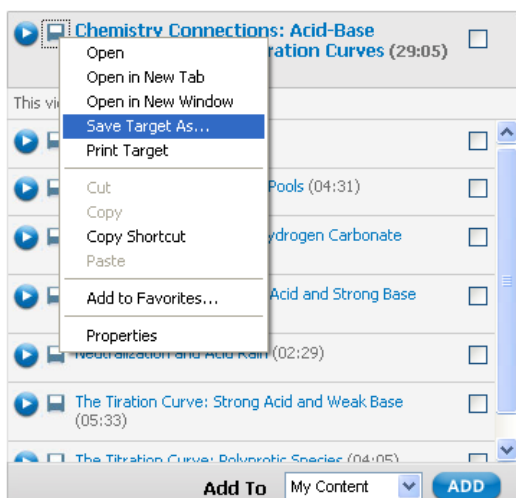 Chemistry Connections: Acid-Base
ration Curves (29:05)
Open
Open in New Tab
Open in New Window
This vi
Save Target As...
Print Target
Cut
Pools (04:31)
Copy
Copy Shortcut
ydrogen Carbonate
Paste
Add to Favorites...
Acid and Strong Base
Properties
Neutralization and Acid Rain (02:29)
The Tiration Curve: Strong Acid and Weak Base
(05:33)
The Titration Curve: Polyprotic Species (04:05)
Add To My Content ADD